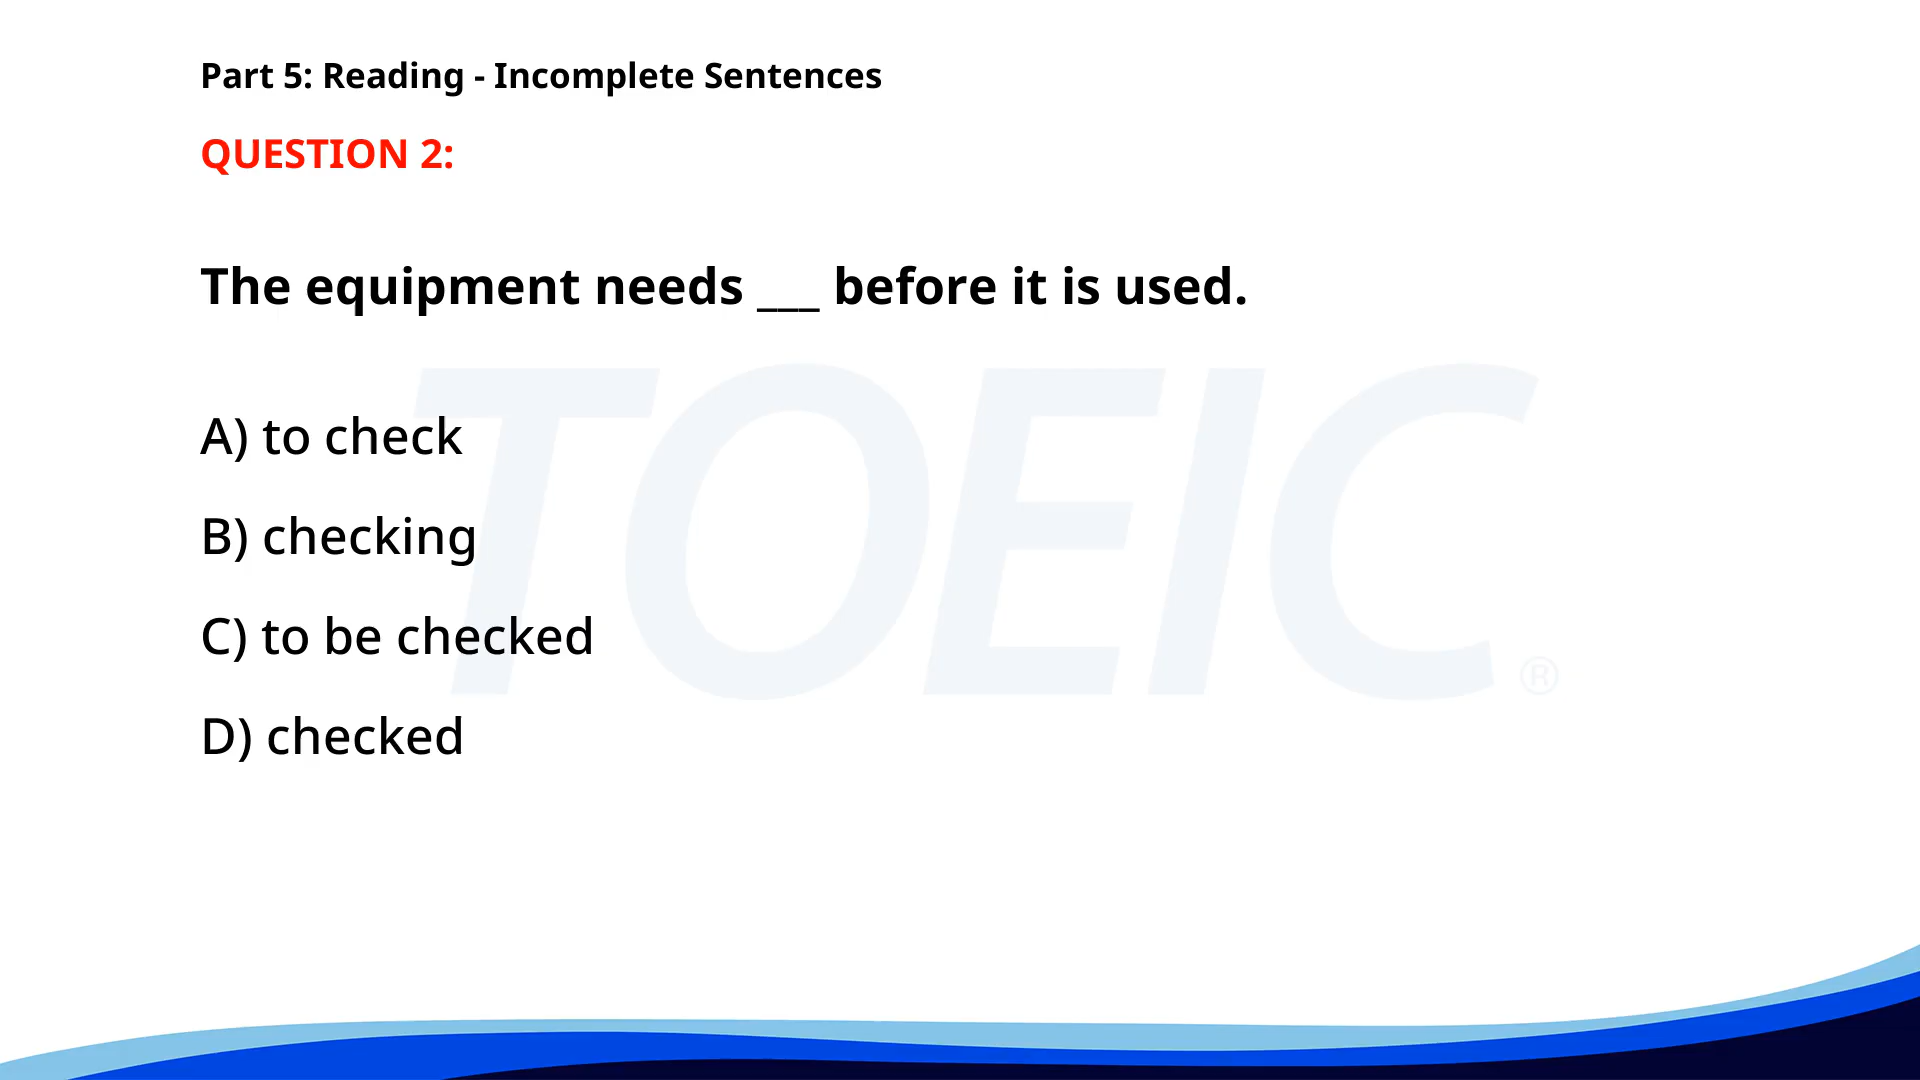 Part 5: Reading - Incomplete Sentences
QUESTION 2:
The equipment needs ___ before it is used.
TOEIC®
A) to check
B) checking
C) to be checked
D) checked